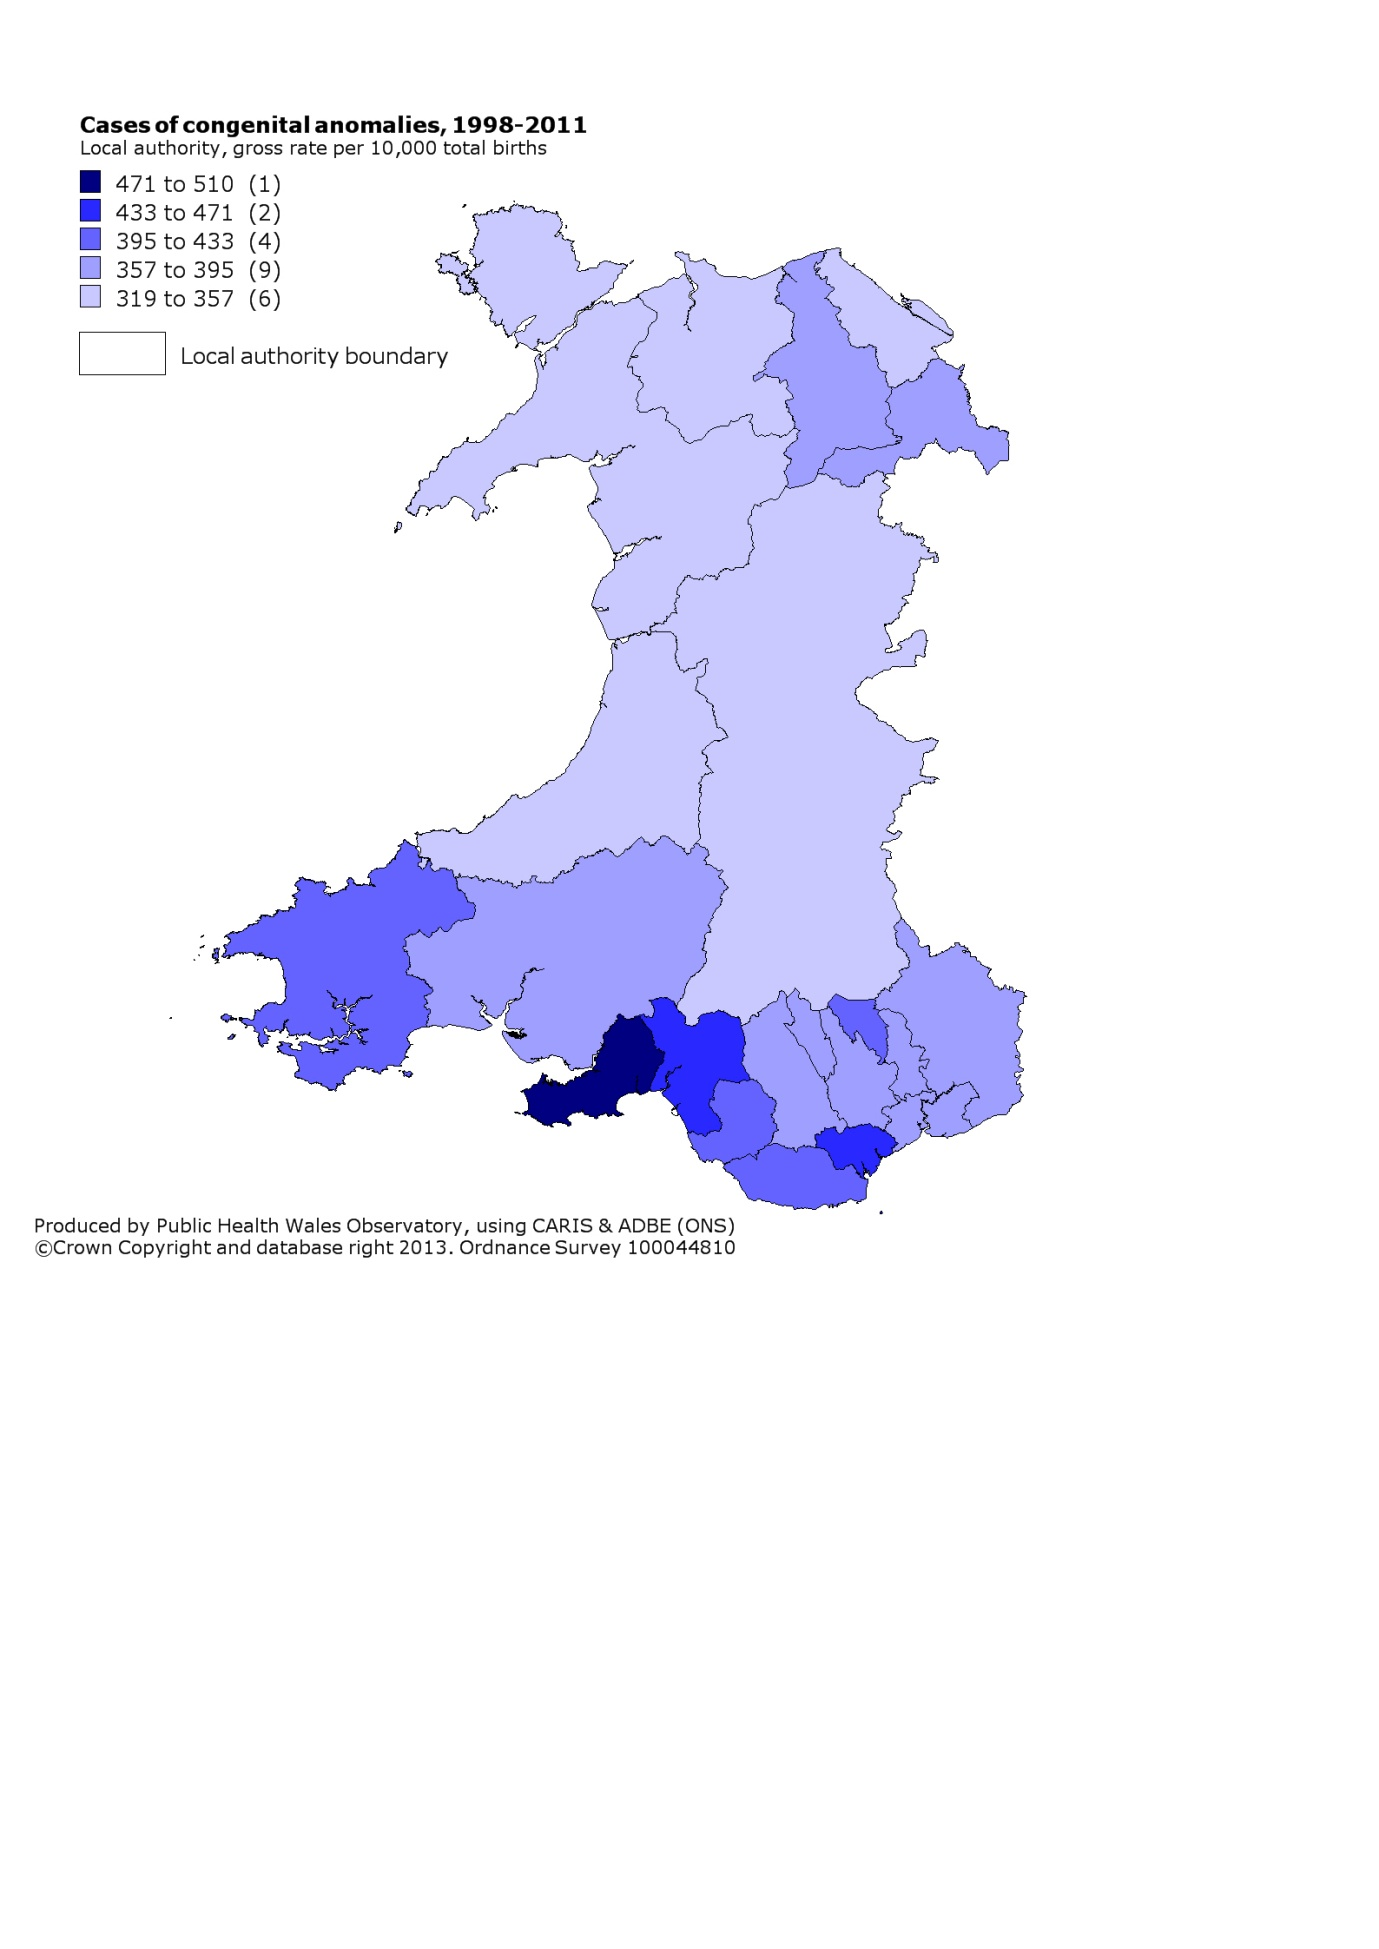 Cases of congenital anomalies, 1998-2011
Local authority, gross rate per 10,000 total births
471 to 510 (1)
433 to 471 (2)
395 to 433 (4)
357 to 395 (9)
319 to 357 (6)
Local authority boundary
Produced by Public Health Wales Observatory, using CARIS & ADBE (ONS)
©Crown Copyright and database right 2013. Ordnance Survey 100044810